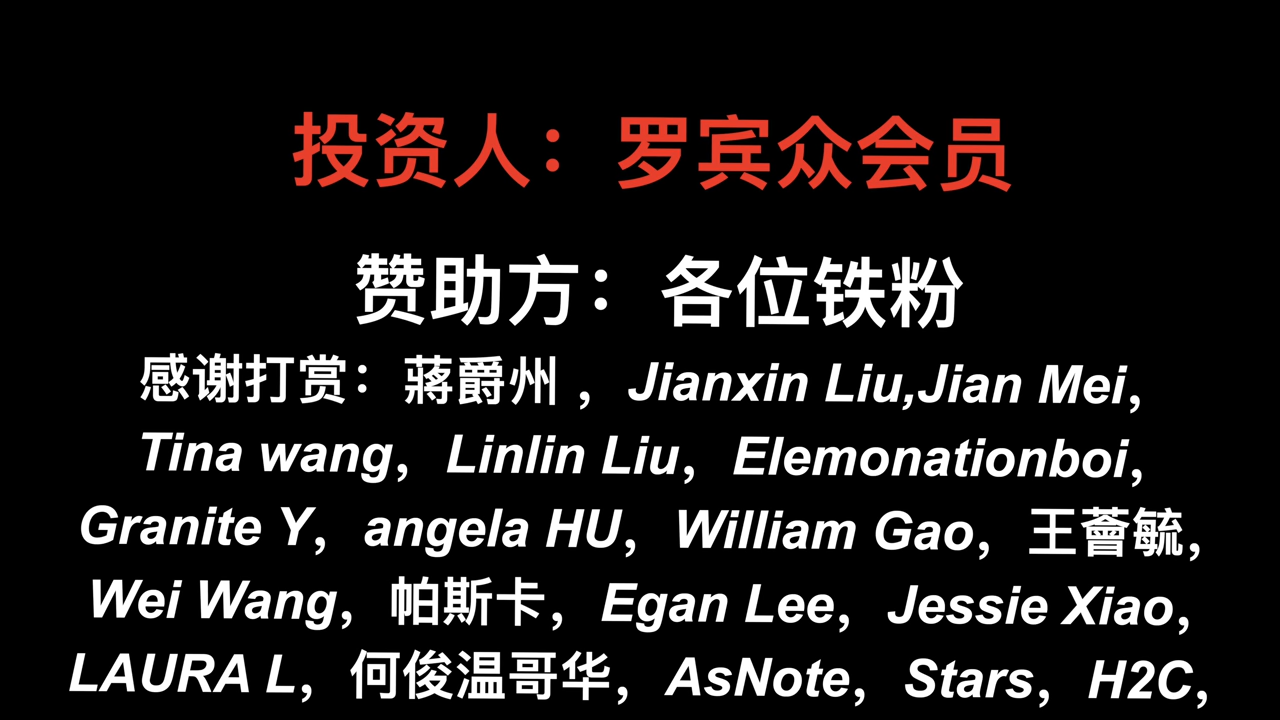 投资人：罗宾众会员
赞助方：各位铁粉
感谢打赏：蔣爵州 ，Jianxin Liu,Jian Mei，
Tina wang，Linlin Liu，Elemonationboi，
Granite Y，angela HU，William Gao，王薈毓，
Wei Wang，帕斯卡，Egan Lee，Jessie Xiao，
LAURA L，何俊温哥华，AsNote，Stars，H2C，